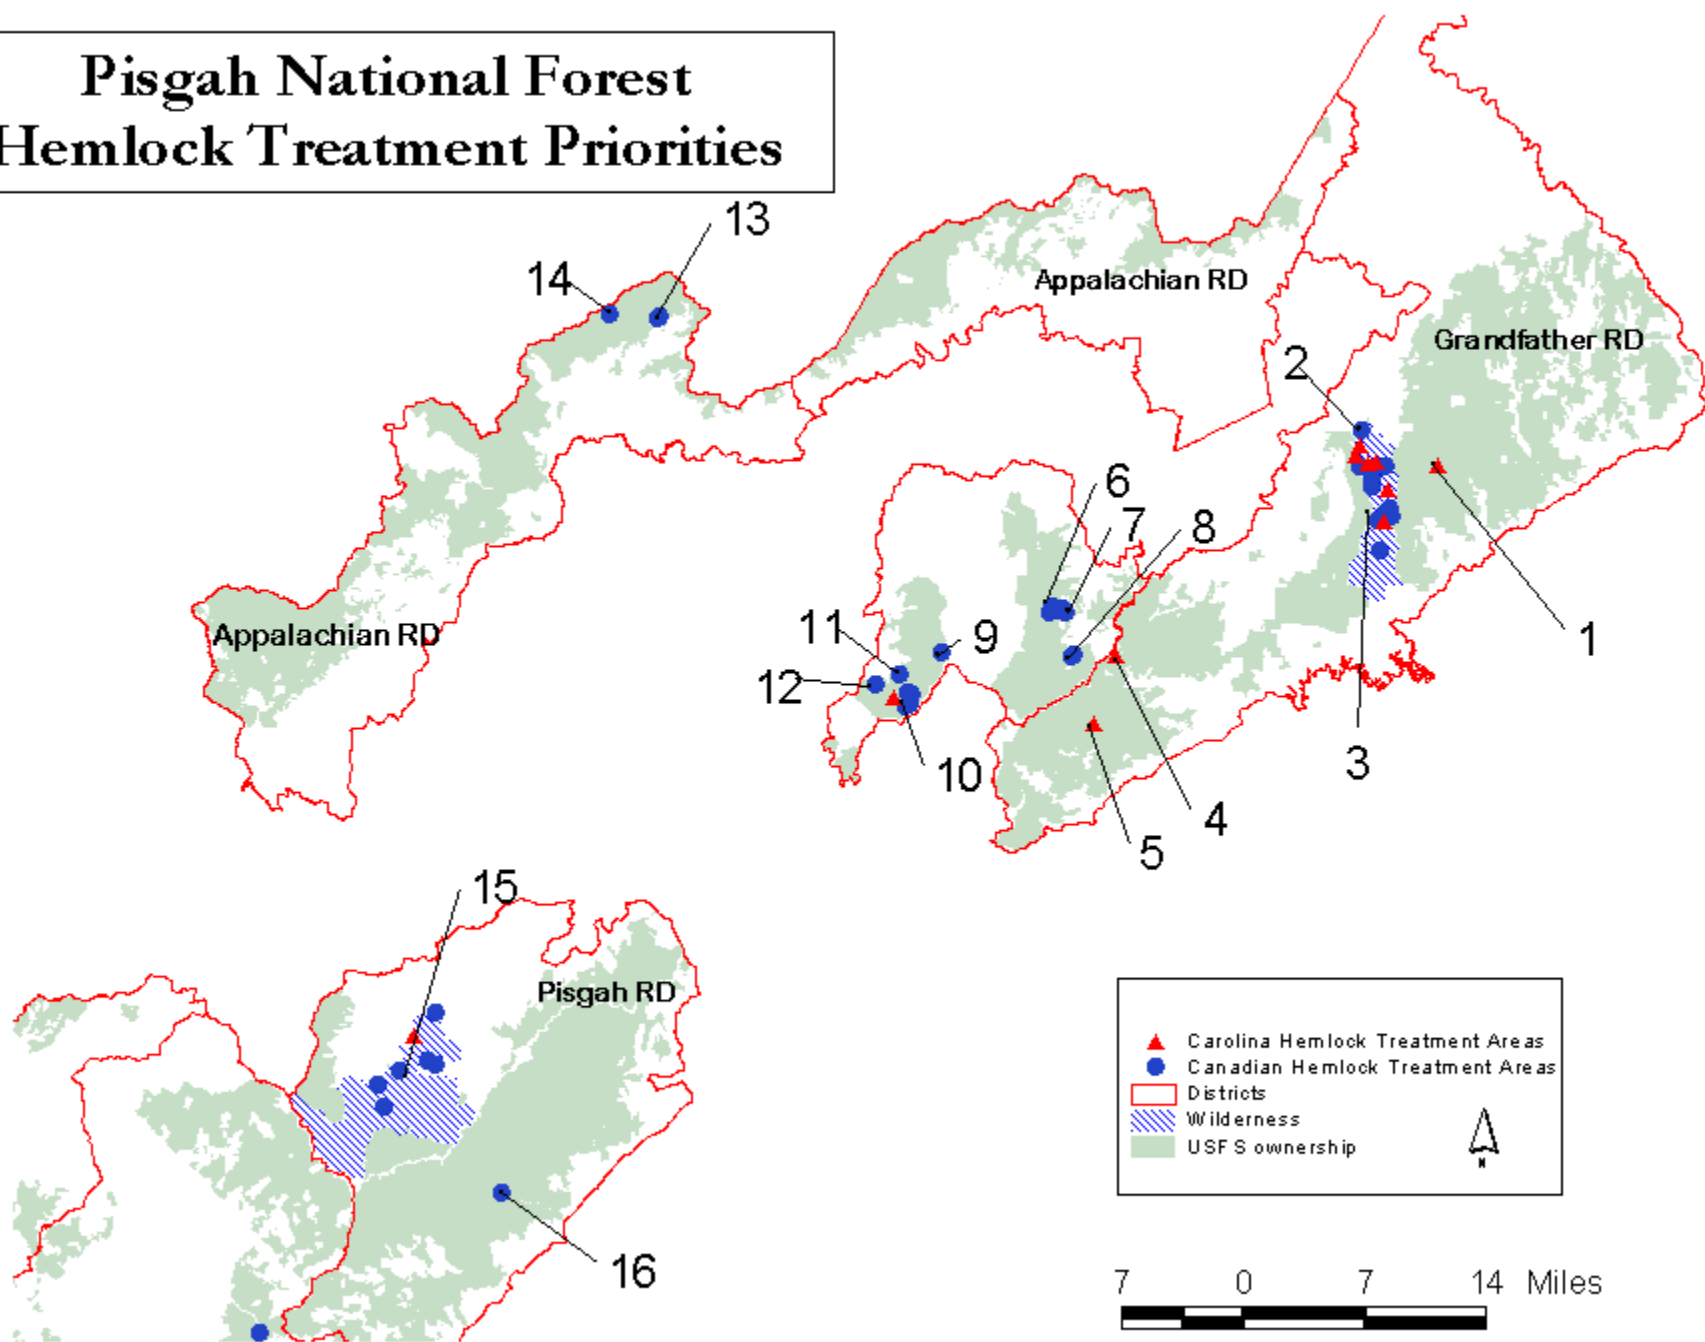 Pisgah National Forest
Hemlock Treatment Priorities
13
14
Appalachian RD
Grandfather RD
2
6
7
8
11
9
1
Appalachian RD
12
10
3
4
5
15
Pisgah RD
16
Carolina Hemlock Treatment Areas
Canadian Hemlock Treatment Areas
Districts
Wilderness
USFS ownership
N
7 0 7 14 Miles